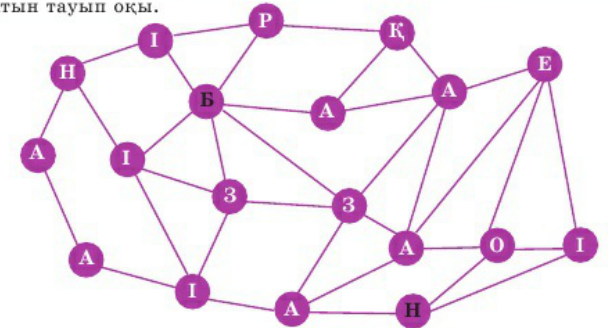 тын тауып оқы.
І Р Қ
Н Б А А Е
А І З З
А І А А О І
Н